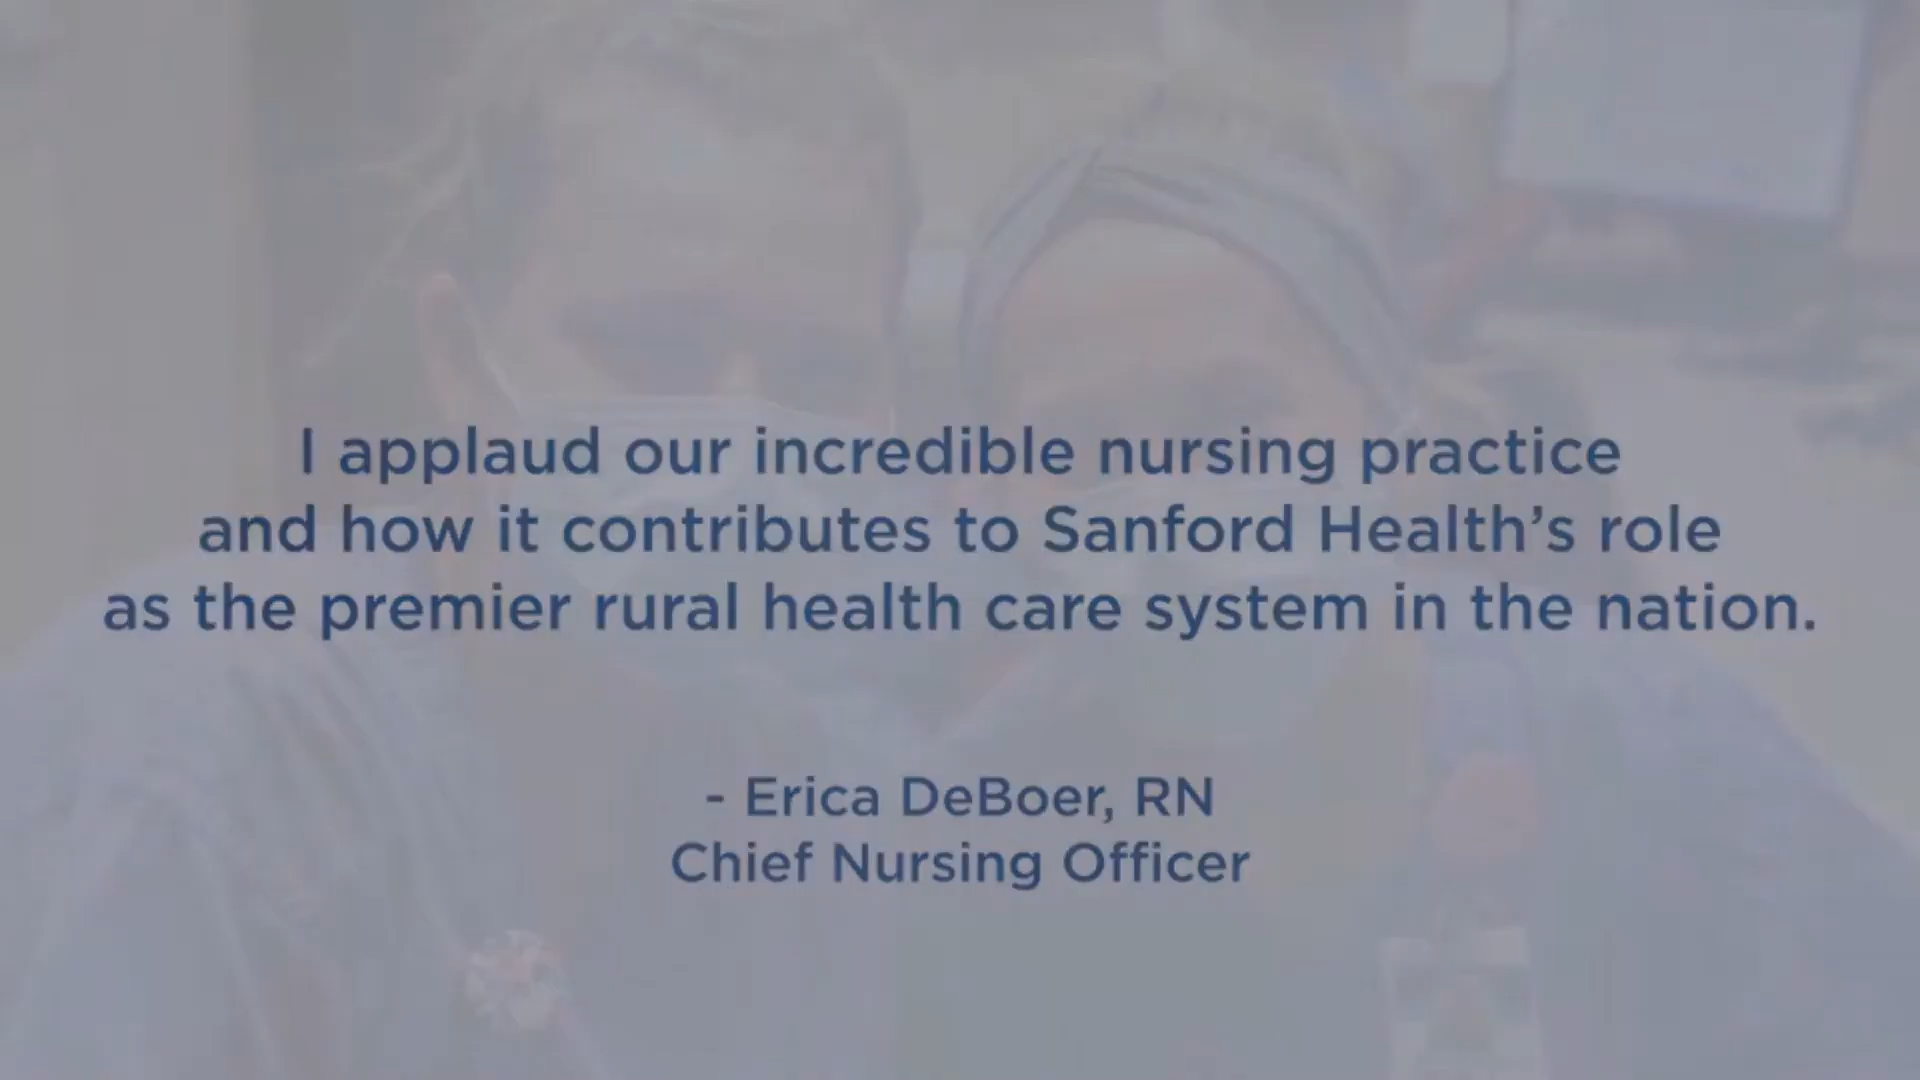 I applaud our incredible nursing practice
and how it contributes to Sanford Health’s role
as the premier rural health care system in the nation.
- Erica DeBoer, RN
Chief Nursing Officer